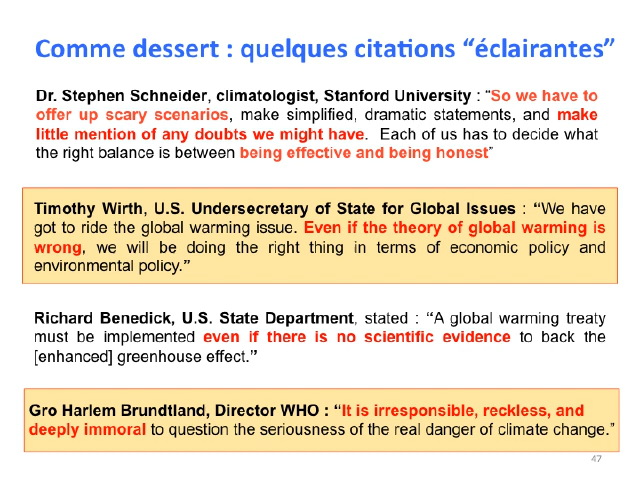 Comme dessert : quelques citations “éclairantes”
Dr. Stephen Schneider, climatologist, Stanford University : “So we have to
offer up scary scenarios, make simplified, dramatic statements, and make
little mention of any doubts we might have.  Each of us has to decide what
the right balance is between being effective and being honest”
Timothy Wirth, U.S. Undersecretary of State for Global Issues : “We have
got to ride the global warming issue. Even if the theory of global warming is
wrong, we will be doing the right thing in terms of economic policy and
environmental policy.”
Richard Benedick, U.S. State Department, stated : “A global warming treaty
must be implemented even if there is no scientific evidence to back the
[enhanced] greenhouse effect.”
Gro Harlem Brundtland, Director WHO : “It is irresponsible, reckless, and
deeply immoral to question the seriousness of the real danger of climate change.”
47